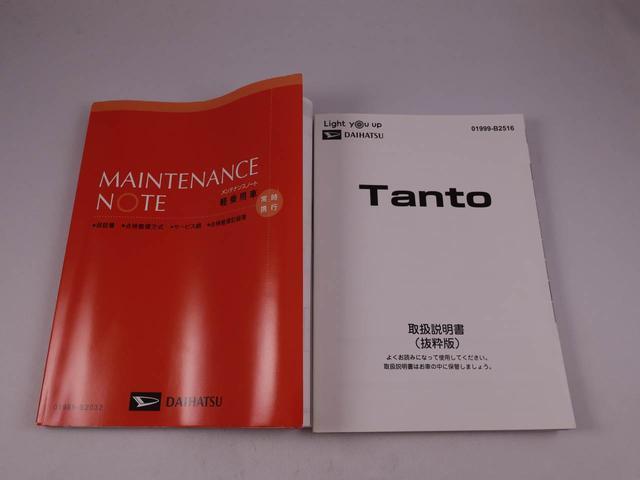 MAINTENANCE
NOTE
メンテナンスノート
軽乗用車
常時
携行
●保証書 ●点検整備方式 ●サービス網 ●点検整備記録簿
DAIHATSU
01999-B2032
Light you up
DAIHATSU
01999-B2516
Tanto
取扱説明書
(抜粋版)
よくお読みになって使用してください。
取扱説明書はお車の中に保管しましょう。